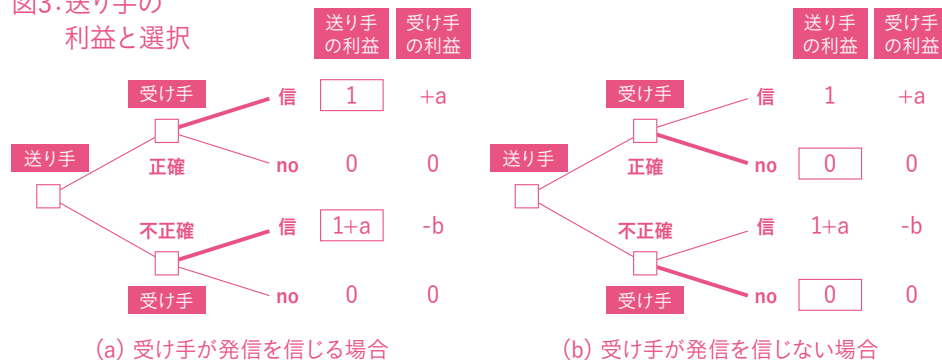 図3:送り手の
利益と選択
送り手
の利益
受け手
の利益
受け手
信
1
+a
送り手
正確
no
0
0
不正確
信
1+a
-b
受け手
no
0
0
(a) 受け手が発信を信じる場合
送り手
の利益
受け手
の利益
受け手
信
1
+a
送り手
正確
no
0
0
不正確
信
1+a
-b
受け手
no
0
0
(b) 受け手が発信を信じない場合